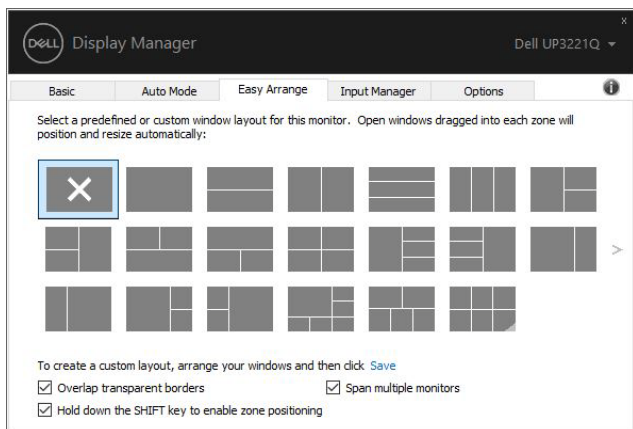 x
DELL Display Manager Dell UP3221Q
Basic Auto Mode Easy Arrange Input Manager Options
Select a predefined or custom window layout for this monitor. Open windows dragged into each zone will
position and resize automatically:
To create a custom layout, arrange your windows and then click Save
Overlap transparent borders Span multiple monitors
Hold down the SHIFT key to enable zone positioning